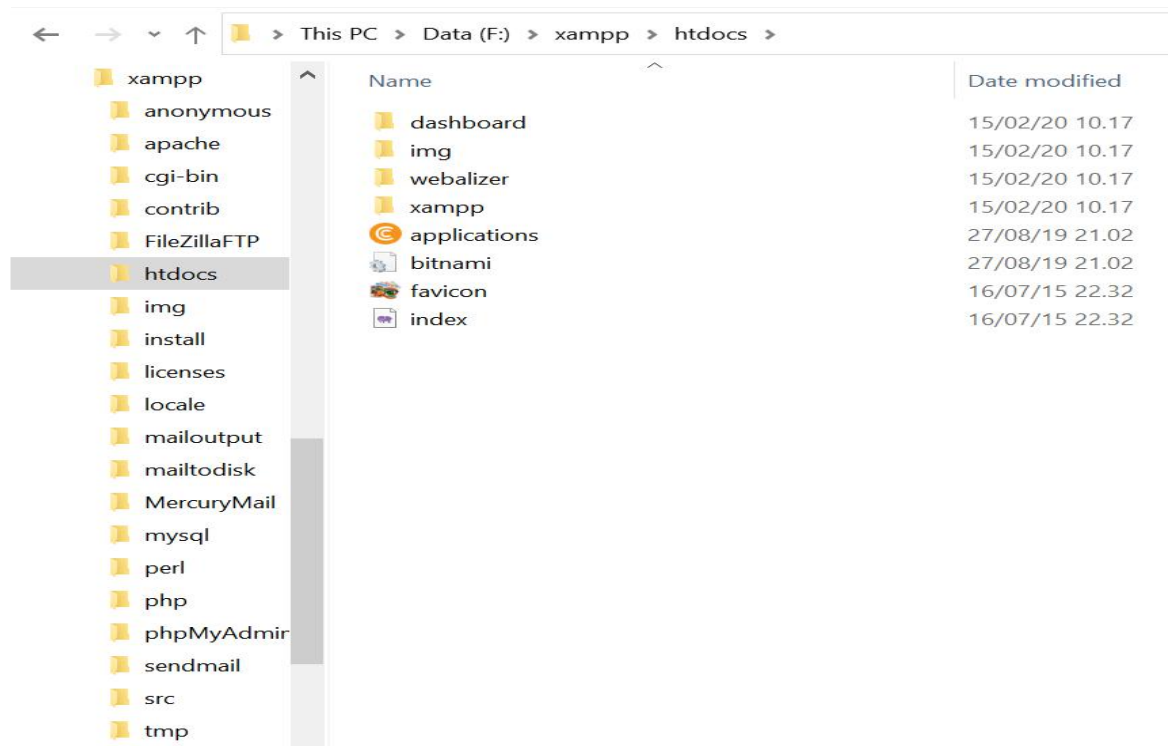 This PC > Data (F:) > xampp > htdocs >
xampp
anonymous
apache
cgi-bin
contrib
FileZillaFTP
htdocs
img
install
licenses
locale
mailoutput
mailtodisk
MercuryMail
mysql
perl
php
phpMyAdmin
sendmail
src
tmp
Name Date modified
dashboard 15/02/20 10.17
img 15/02/20 10.17
webalizer 15/02/20 10.17
xampp 15/02/20 10.17
applications 27/08/19 21.02
bitnami 27/08/19 21.02
favicon 16/07/15 22.32
index 16/07/15 22.32